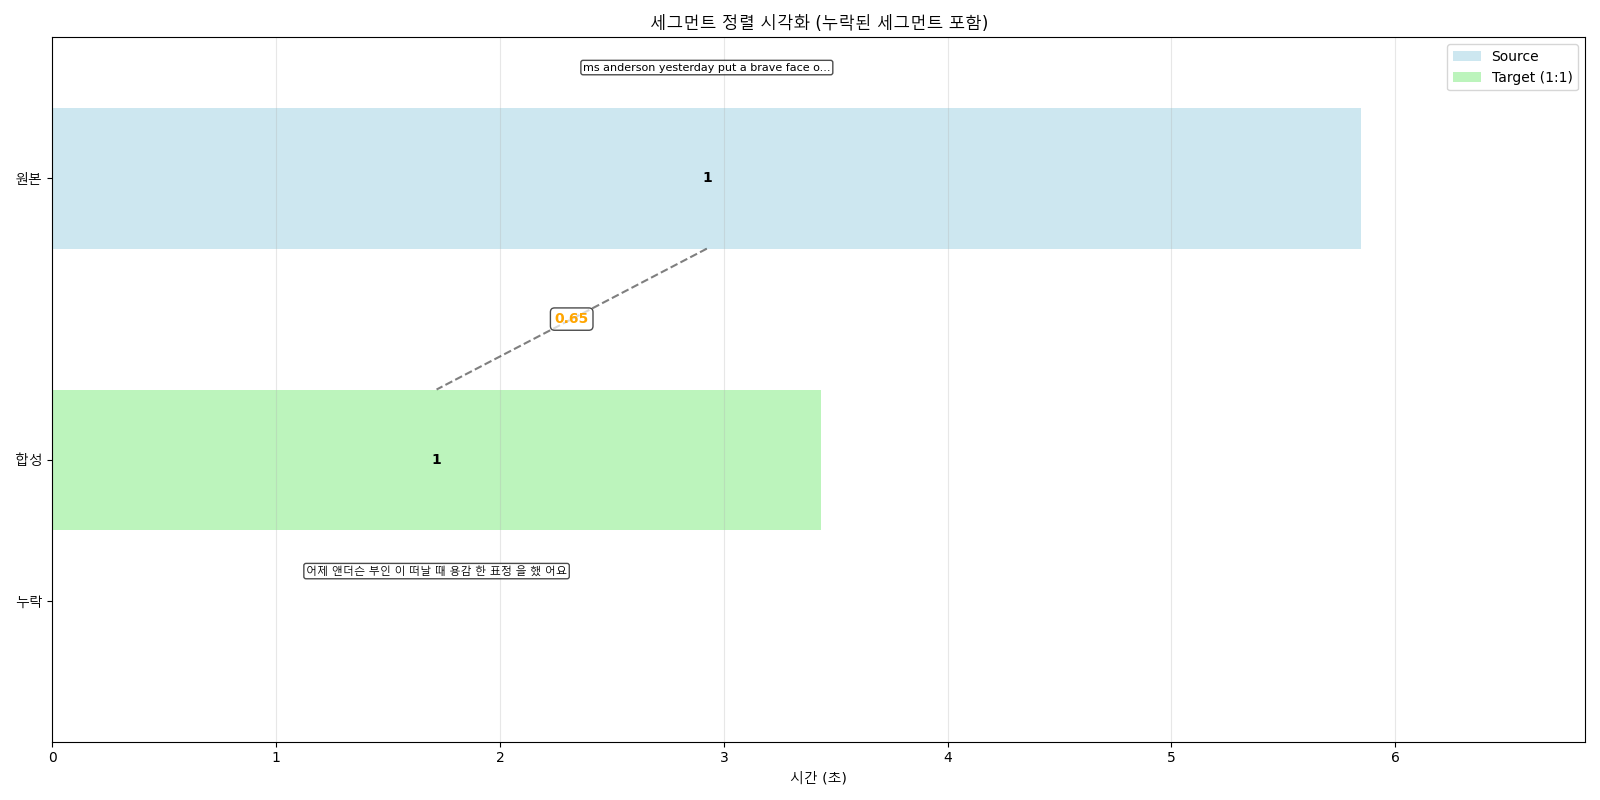 세그먼트 정렬 시각화 (누락된 세그먼트 포함)
ms anderson yesterday put a brave face o...
Source
Target (1:1)
원본
1
0.65
합성
1
어제 앤더슨 부인 이 떠날 때 용감 한 표정 을 했 어요
누락
0 1 2 3 4 5 6
시간 (초)